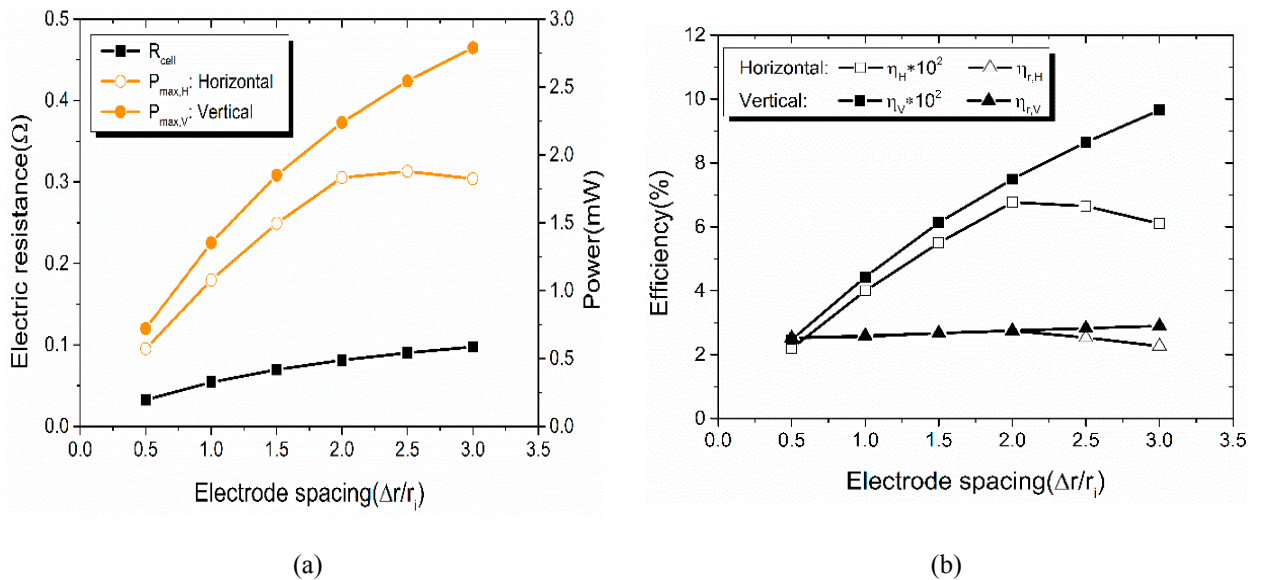 0.5
0.4
0.3
0.2
0.1
0.0
Electric resistance(Ω)
R_cell
P_max,H: Horizontal
P_max,V: Vertical
3.0
2.5
2.0
1.5
1.0
0.5
0.0
Power(mW)
0.0 0.5 1.0 1.5 2.0 2.5 3.0 3.5
Electrode spacing(Δr/r_i)
(a)
12
10
8
6
4
2
0
Efficiency(%)
Horizontal: η_H*10² η_r,H
Vertical: η_V*10² η_r,V
0.0 0.5 1.0 1.5 2.0 2.5 3.0 3.5
Electrode spacing(Δr/r_i)
(b)